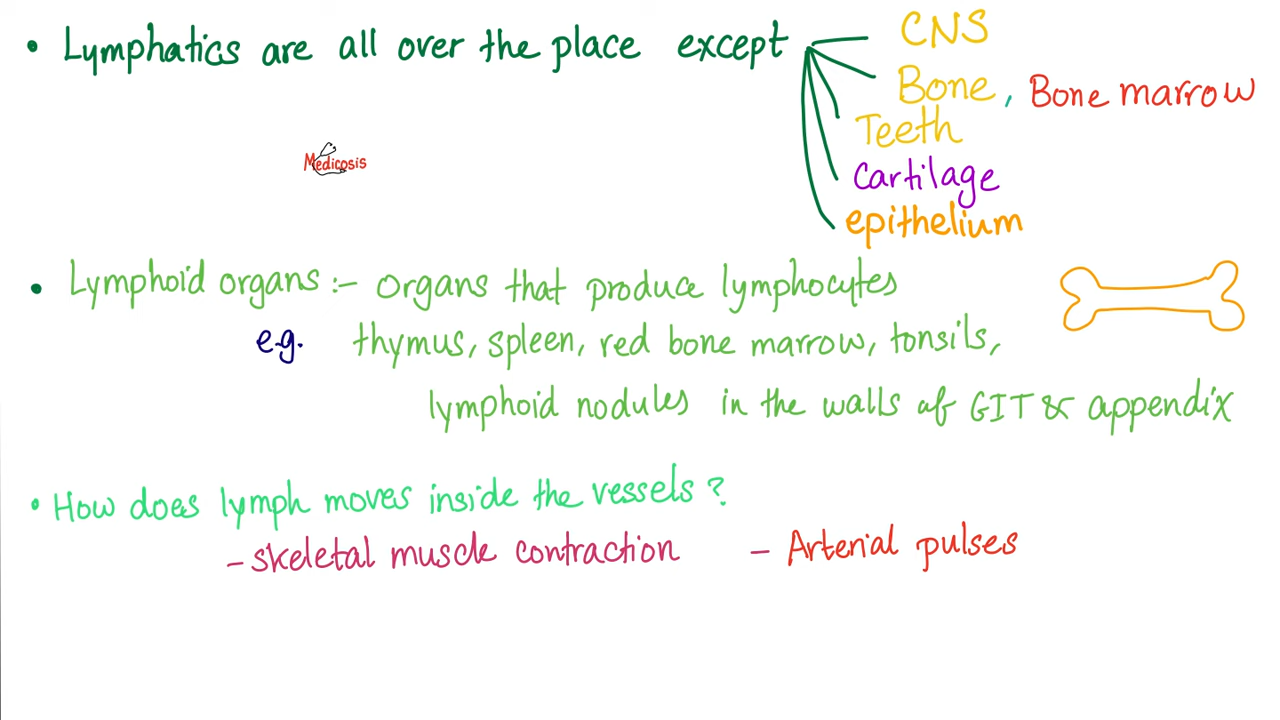 • Lymphatics are all over the place except
CNS
Bone, Bone marrow
Teeth
Cartilage
epithelium
Medicosis
• Lymphoid organs :- organs that produce lymphocytes
e.g. thymus, spleen, red bone marrow, tonsils,
lymphoid nodules in the walls of GIT & appendix
• How does lymph moves inside the vessels?
- skeletal muscle contraction - Arterial pulses